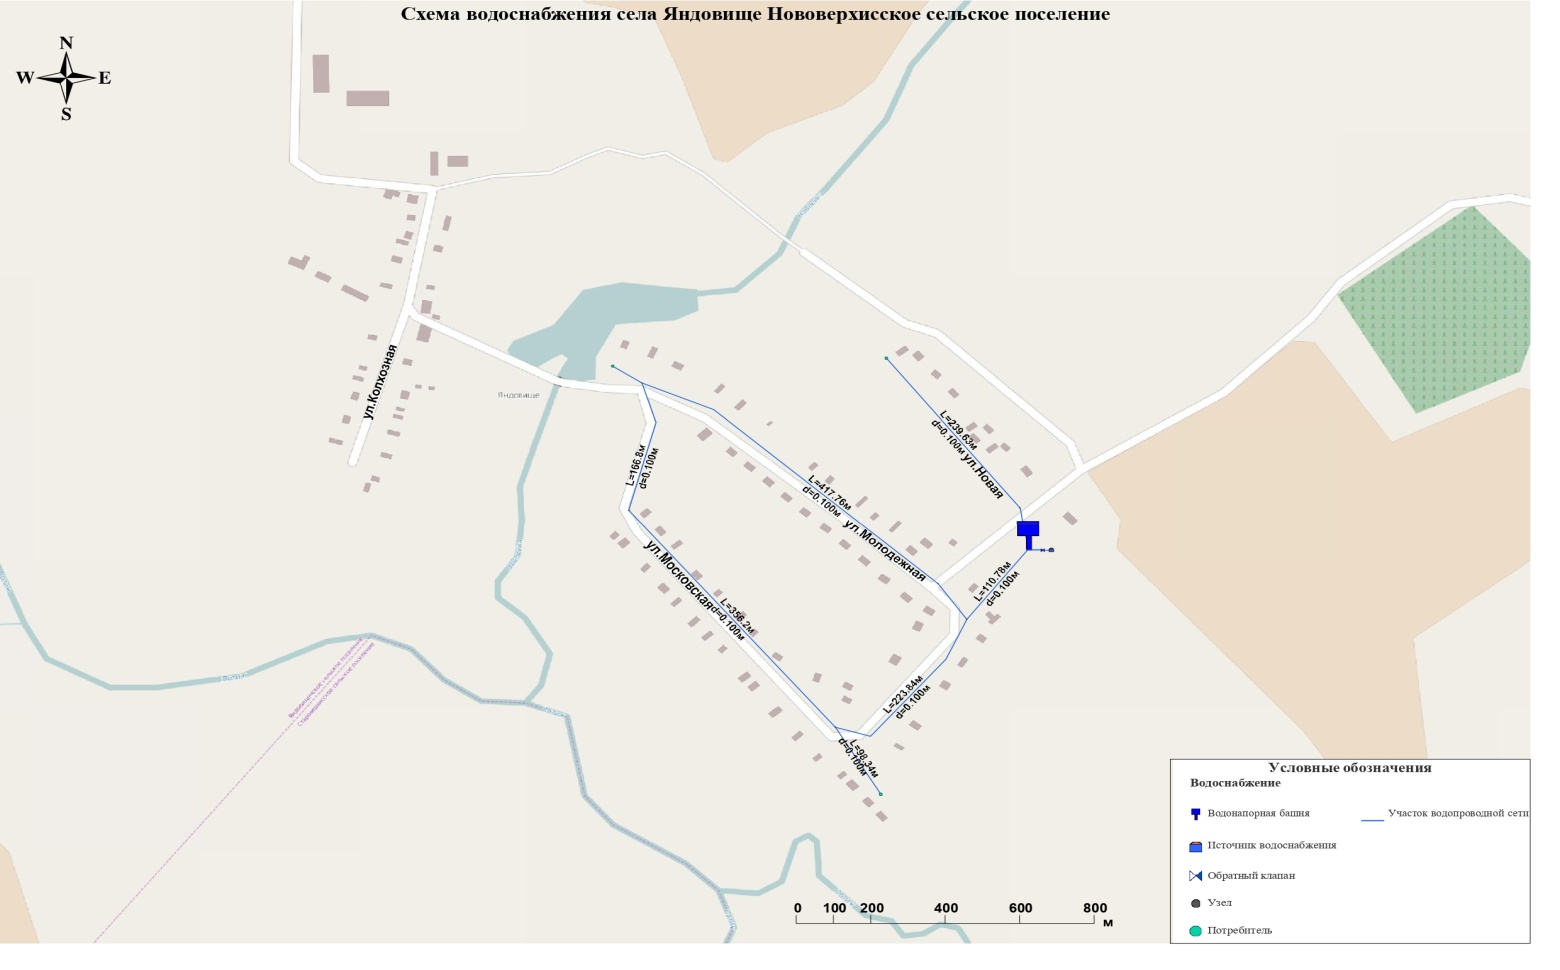 Схема водоснабжения села Яндовище Нововерхисское сельское поселение
N
W
E
S
ул.Колхозная
Яндовище
L=166.8м
d=0.100м
L=417.76м
d=0.100м
ул.Молодежная
L=239.63м
d=0.100м
ул.Новая
L=110.78м
d=0.100м
ул.Московская
L=356.2м
d=0.100м
L=223.84м
d=0.100м
L=98.34м
d=0.100м
0 100 200 400 600 800
м
Условные обозначения
Водоснабжение
Водонапорная башня
Участок водопроводной сети
Источник водоснабжения
Обратный клапан
Узел
Потребитель